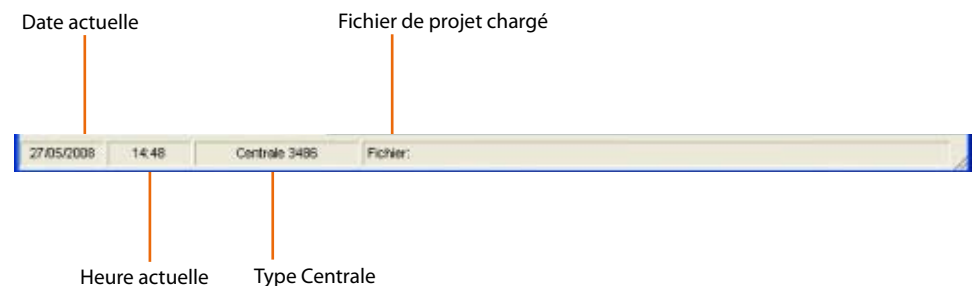 Date actuelle
Fichier de projet chargé
27/05/2008 14:48 Centrale 3486 Fichier:
Heure actuelle
Type Centrale